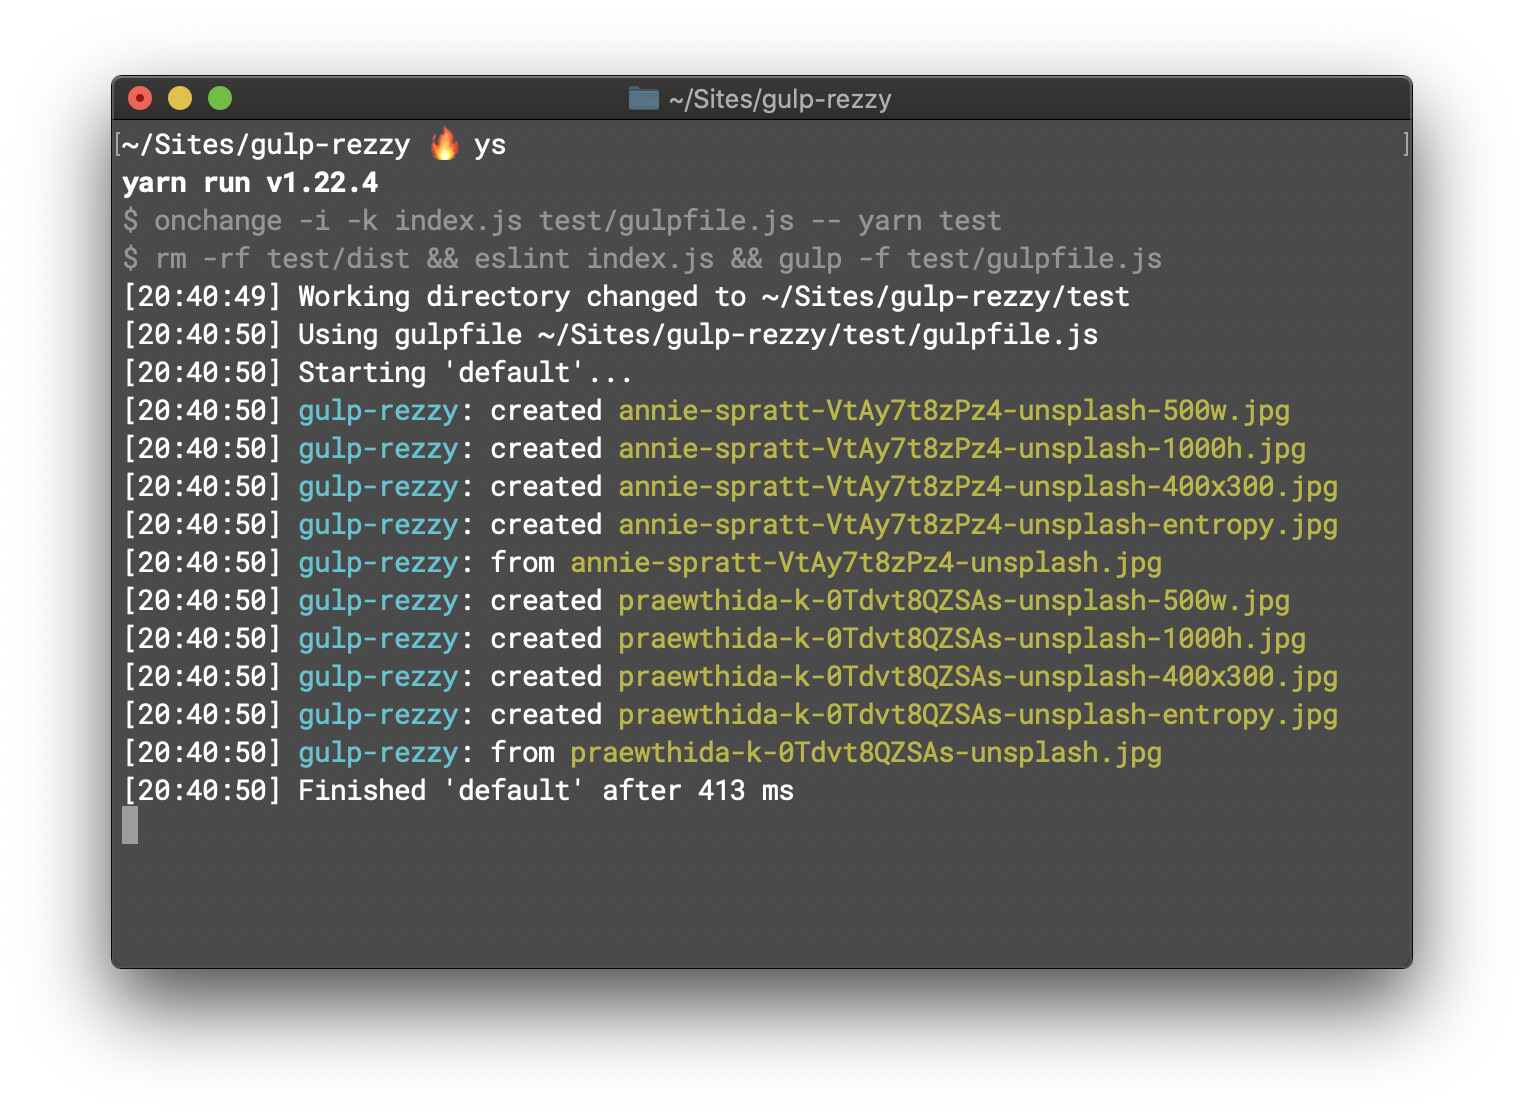 ~/Sites/gulp-rezzy
[~/Sites/gulp-rezzy 🔥 ys ]
yarn run v1.22.4
$ onchange -i -k index.js test/gulpfile.js -- yarn test
$ rm -rf test/dist && eslint index.js && gulp -f test/gulpfile.js
[20:40:49] Working directory changed to ~/Sites/gulp-rezzy/test
[20:40:50] Using gulpfile ~/Sites/gulp-rezzy/test/gulpfile.js
[20:40:50] Starting 'default'...
[20:40:50] gulp-rezzy: created annie-spratt-VtAy7t8zPz4-unsplash-500w.jpg
[20:40:50] gulp-rezzy: created annie-spratt-VtAy7t8zPz4-unsplash-1000h.jpg
[20:40:50] gulp-rezzy: created annie-spratt-VtAy7t8zPz4-unsplash-400x300.jpg
[20:40:50] gulp-rezzy: created annie-spratt-VtAy7t8zPz4-unsplash-entropy.jpg
[20:40:50] gulp-rezzy: from annie-spratt-VtAy7t8zPz4-unsplash.jpg
[20:40:50] gulp-rezzy: created praewthida-k-0Tdvt8QZSAs-unsplash-500w.jpg
[20:40:50] gulp-rezzy: created praewthida-k-0Tdvt8QZSAs-unsplash-1000h.jpg
[20:40:50] gulp-rezzy: created praewthida-k-0Tdvt8QZSAs-unsplash-400x300.jpg
[20:40:50] gulp-rezzy: created praewthida-k-0Tdvt8QZSAs-unsplash-entropy.jpg
[20:40:50] gulp-rezzy: from praewthida-k-0Tdvt8QZSAs-unsplash.jpg
[20:40:50] Finished 'default' after 413 ms